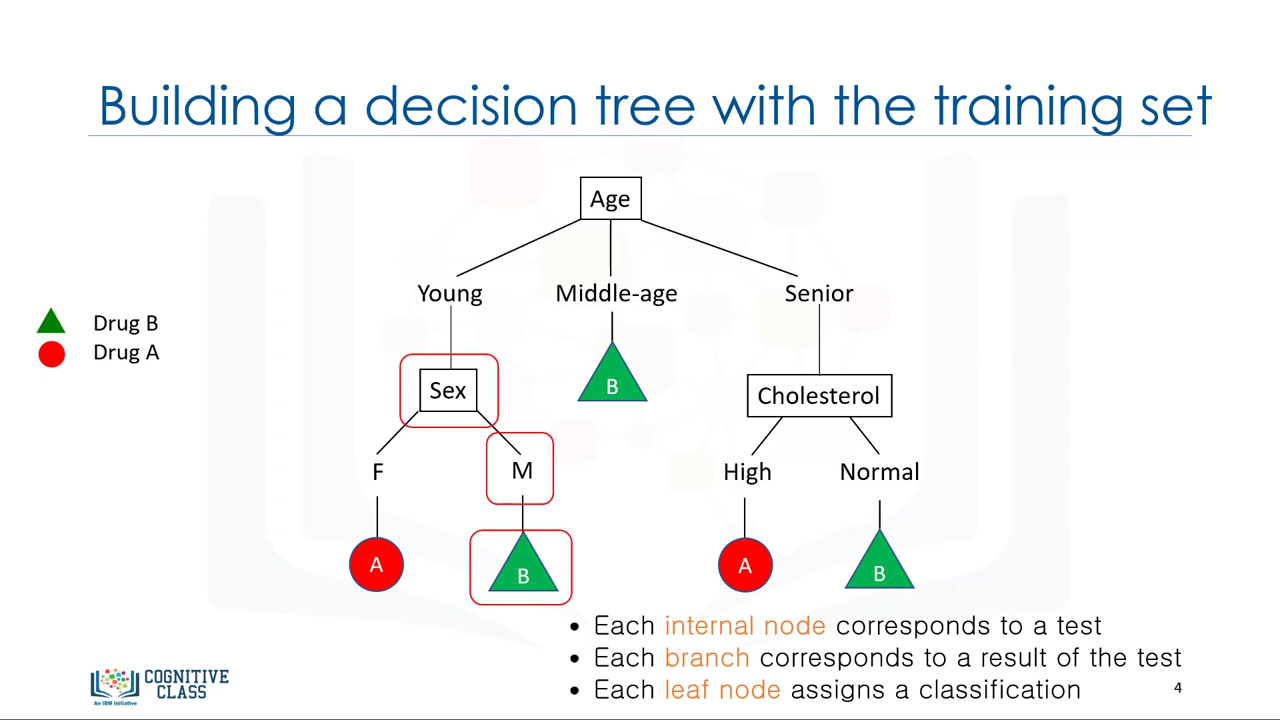 Building a decision tree with the training set
Age
Young Middle-age Senior
Drug B
Drug A
Sex B Cholesterol
F M High Normal
A B A B
• Each internal node corresponds to a test
• Each branch corresponds to a result of the test
• Each leaf node assigns a classification
COGNITIVE
CLASS
An IBM Initiative
4